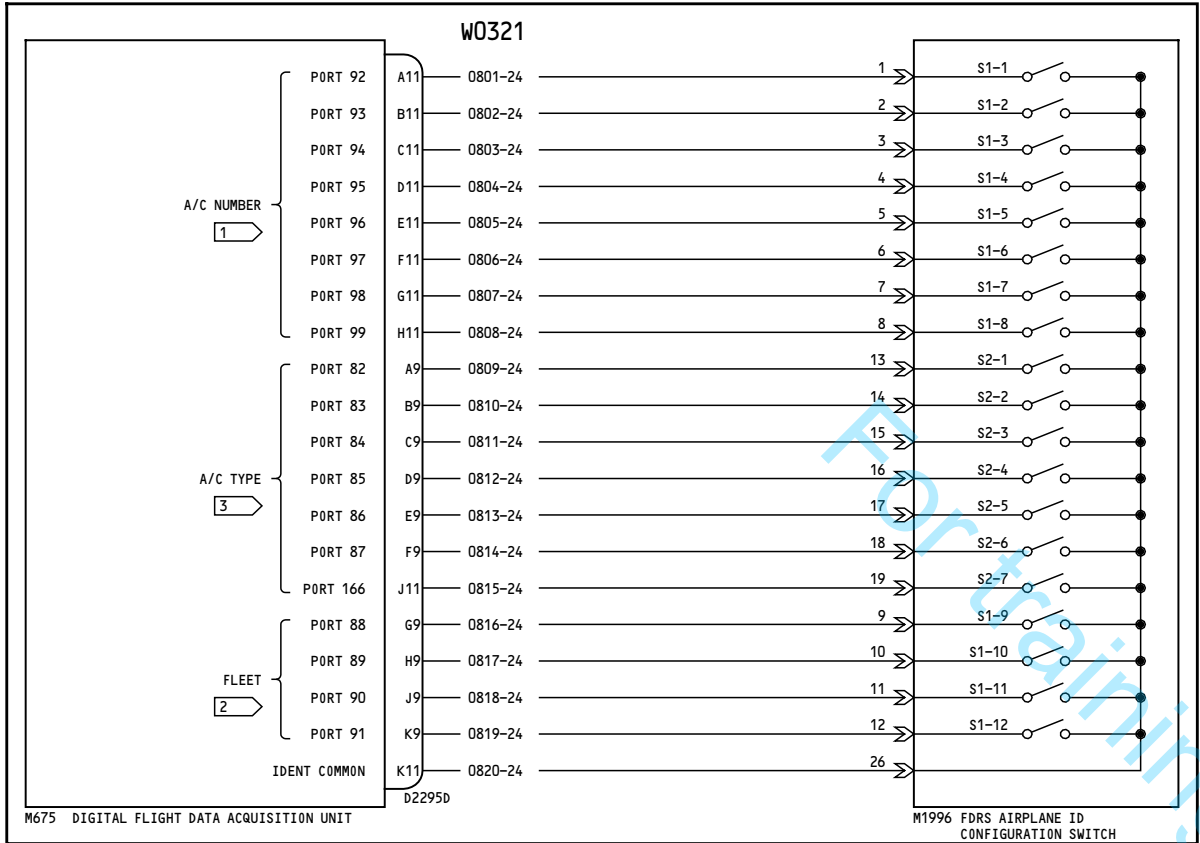 W0321
PORT 92 A11 0801-24 1 S1-1
PORT 93 B11 0802-24 2 S1-2
PORT 94 C11 0803-24 3 S1-3
PORT 95 D11 0804-24 4 S1-4
A/C NUMBER
1
PORT 96 E11 0805-24 5 S1-5
PORT 97 F11 0806-24 6 S1-6
PORT 98 G11 0807-24 7 S1-7
PORT 99 H11 0808-24 8 S1-8
PORT 82 A9 0809-24 13 S2-1
PORT 83 B9 0810-24 14 S2-2
PORT 84 C9 0811-24 15 S2-3
A/C TYPE PORT 85 D9 0812-24 16 S2-4
3
PORT 86 E9 0813-24 17 S2-5
PORT 87 F9 0814-24 18 S2-6
PORT 166 J11 0815-24 19 S2-7
PORT 88 G9 0816-24 9 S1-9
PORT 89 H9 0817-24 10 S1-10
FLEET
2
PORT 90 J9 0818-24 11 S1-11
PORT 91 K9 0819-24 12 S1-12
IDENT COMMON K11 0820-24 26
D2295D
M675 DIGITAL FLIGHT DATA ACQUISITION UNIT
M1996 FDRS AIRPLANE ID
CONFIGURATION SWITCH
For training